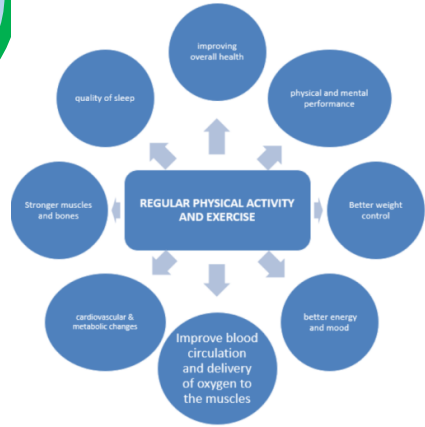 improving
overall health
quality of sleep
physical and mental
performance
REGULAR PHYSICAL ACTIVITY
AND EXERCISE
Stronger muscles
and bones
Better weight
control
cardiovascular &
metabolic changes
better energy
and mood
Improve blood
circulation
and delivery
of oxygen to
the muscles